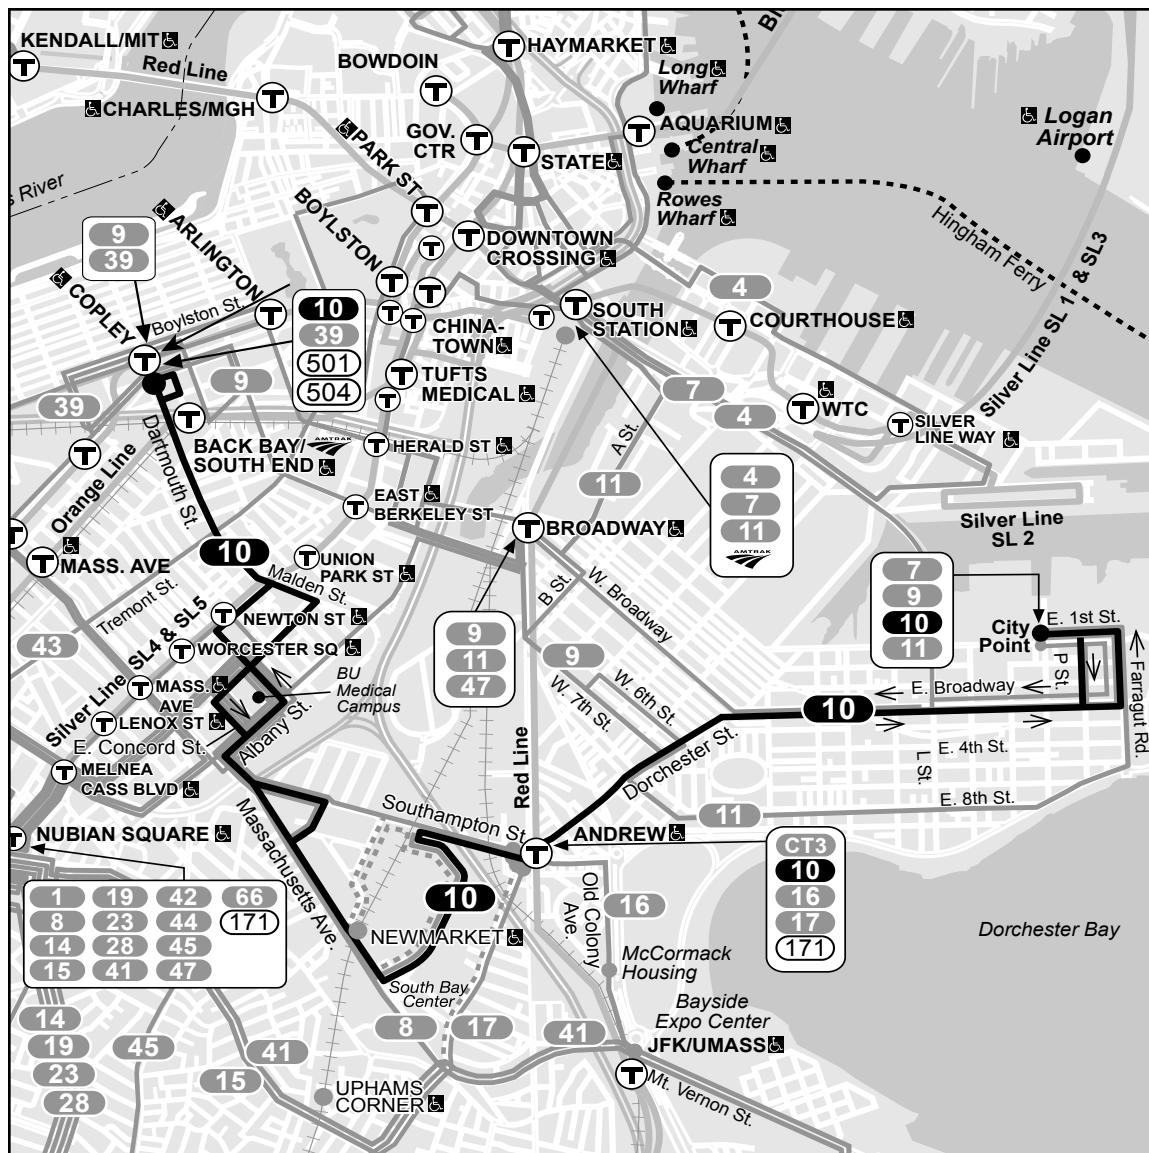 KENDALL/MIT
Red Line
CHARLES/MGH
BOWDOIN
HAYMARKET
Long
Wharf
AQUARIUM
Central
Wharf
Rowes
Wharf
Logan
Airport
GOV.
CTR
STATE
PARK ST
BOYLSTON
ARLINGTON
COPLEY
s River
Boylston St.
DOWNTOWN
CROSSING
Hingham Ferry
Silver Line SL 1 & SL3
Bl
9
39
10
39
501
504
SOUTH
STATION
COURTHOUSE
4
CHINA-
TOWN
TUFTS
MEDICAL
WTC
SILVER
LINE WAY
7
4
9
39
BACK BAY/
SOUTH END
AMTRAK
HERALD ST
A St.
11
Dartmouth St.
Orange Line
EAST
BERKELEY ST
BROADWAY
4
7
11
AMTRAK
Silver Line
SL 2
MASS. AVE
10
UNION
PARK ST
Malden St.
Tremont St.
NEWTON ST
WORCESTER SQ
43
Silver Line SL4 & SL5
MASS.
AVE
LENOX ST
E. Concord St.
Albany St.
BU
Medical
Campus
MELNEA
CASS BLVD
9
11
47
B St.
W. Broadway
9
W. 6th St.
W. 7th St.
7
9
10
11
City
Point
E. 1st St.
P St.
Farragut Rd.
E. Broadway
10
E. 4th St.
L St.
E. 8th St.
Dorchester St.
11
Red Line
Southampton St.
ANDREW
NUBIAN SQUARE
Massachusetts Ave.
1 19 42 66
8 23 44 171
14 28 45
15 41 47
10
NEWMARKET
South Bay
Center
Old Colony
Ave.
16
CT3
10
16
17
171
McCormack
Housing
Dorchester Bay
Bayside
Expo Center
JFK/UMASS
Mt. Vernon St.
8
17
41
14
19
23
28
45
41
15
UPHAMS
CORNER